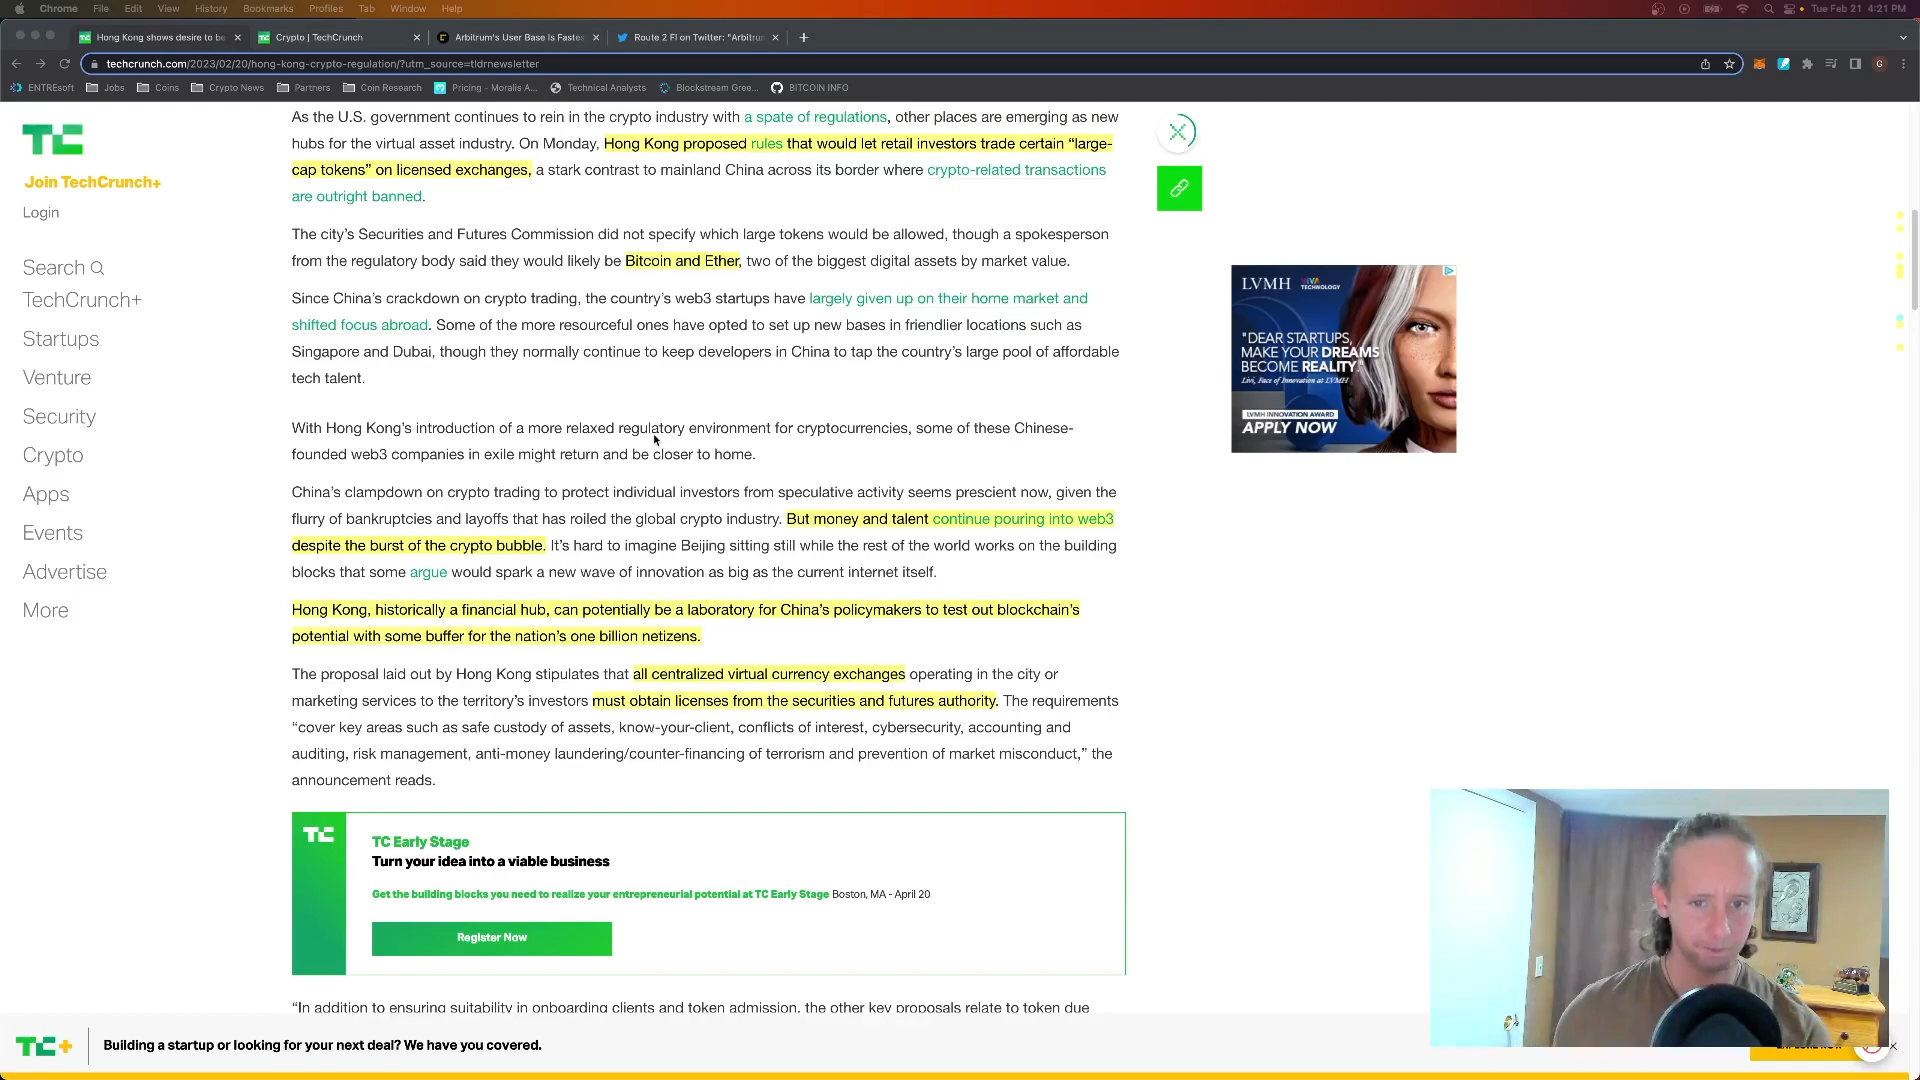 Chrome File Edit View History Bookmarks Profiles Tab Window Help Tue Feb 21 4:21 PM
Hong Kong shows desire to be Crypto | TechCrunch Arbitrum's User Base Is Fastes Route 2 FI on Twitter: "Arbitrum
techcrunch.com/2023/02/20/hong-kong-crypto-regulation/?utm_source=tldrnewsletter G
ENTREsoft Jobs Coins Crypto News Partners Coin Research Pricing - Moralis A... Technical Analysts Blockstream Gree... BITCOIN INFO
TC
Join TechCrunch+
Login
Search
TechCrunch+
Startups
Venture
Security
Crypto
Apps
Events
Advertise
More
As the U.S. government continues to rein in the crypto industry with a spate of regulations, other places are emerging as new
hubs for the virtual asset industry. On Monday, Hong Kong proposed rules that would let retail investors trade certain “large-
cap tokens” on licensed exchanges, a stark contrast to mainland China across its border where crypto-related transactions
are outright banned.
The city’s Securities and Futures Commission did not specify which large tokens would be allowed, though a spokesperson
from the regulatory body said they would likely be Bitcoin and Ether, two of the biggest digital assets by market value.
Since China’s crackdown on crypto trading, the country’s web3 startups have largely given up on their home market and
shifted focus abroad. Some of the more resourceful ones have opted to set up new bases in friendlier locations such as
Singapore and Dubai, though they normally continue to keep developers in China to tap the country’s large pool of affordable
tech talent.
With Hong Kong’s introduction of a more relaxed regulatory environment for cryptocurrencies, some of these Chinese-
founded web3 companies in exile might return and be closer to home.
China’s clampdown on crypto trading to protect individual investors from speculative activity seems prescient now, given the
flurry of bankruptcies and layoffs that has roiled the global crypto industry. But money and talent continue pouring into web3
despite the burst of the crypto bubble. It’s hard to imagine Beijing sitting still while the rest of the world works on the building
blocks that some argue would spark a new wave of innovation as big as the current internet itself.
Hong Kong, historically a financial hub, can potentially be a laboratory for China’s policymakers to test out blockchain’s
potential with some buffer for the nation’s one billion netizens.
The proposal laid out by Hong Kong stipulates that all centralized virtual currency exchanges operating in the city or
marketing services to the territory’s investors must obtain licenses from the securities and futures authority. The requirements
“cover key areas such as safe custody of assets, know-your-client, conflicts of interest, cybersecurity, accounting and
auditing, risk management, anti-money laundering/counter-financing of terrorism and prevention of market misconduct,” the
announcement reads.
TC
TC Early Stage
Turn your idea into a viable business
Get the building blocks you need to realize your entrepreneurial potential at TC Early Stage Boston, MA - April 20
Register Now
“In addition to ensuring suitability in onboarding clients and token admission, the other key proposals relate to token due
LVMH VIVA TECHNOLOGY
"DEAR STARTUPS,
MAKE YOUR DREAMS
BECOME REALITY."
Livi, Face of Innovation at LVMH
LVMH INNOVATION AWARD
APPLY NOW
TC+ Building a startup or looking for your next deal? We have you covered.